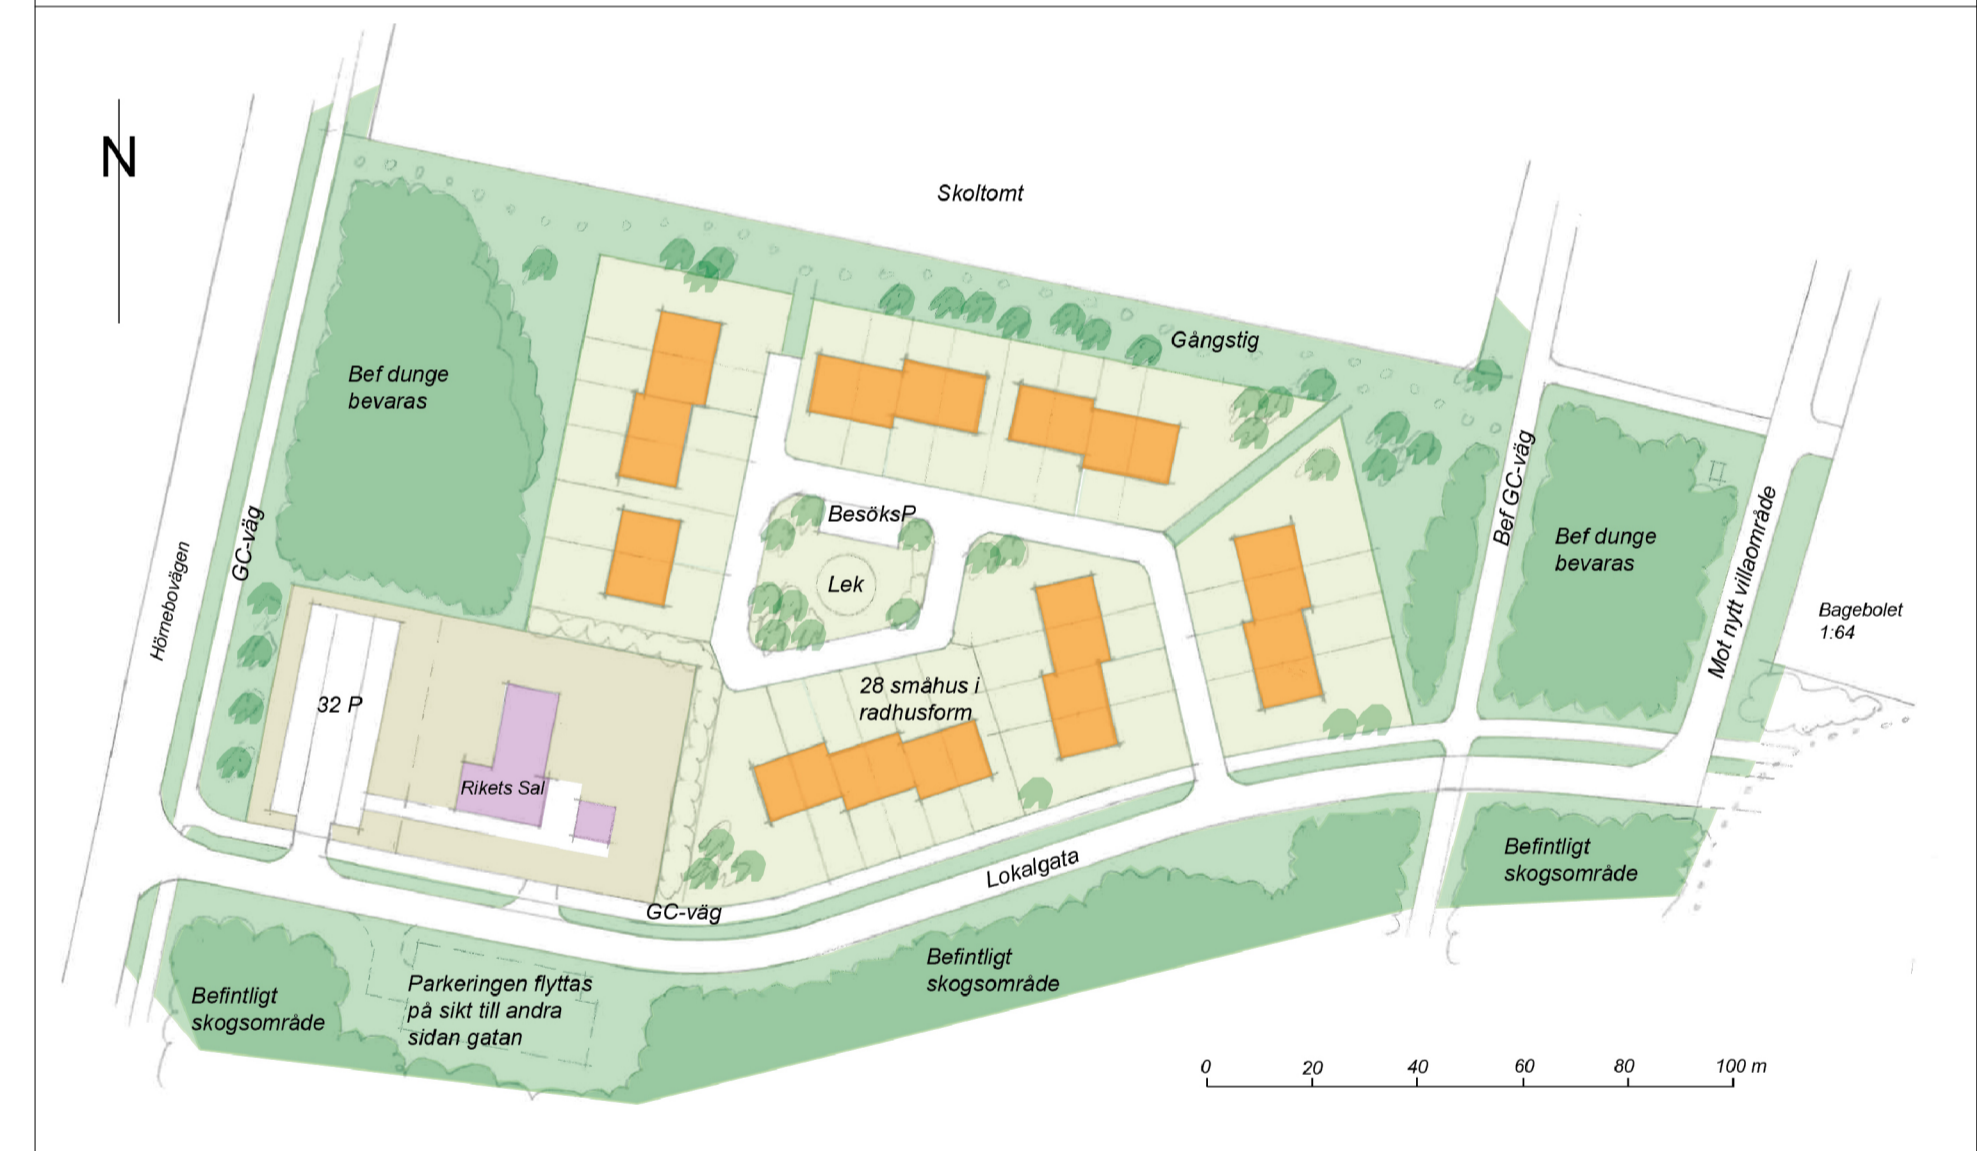 N
Skoltomt
Gångstig
Bef dunge
bevaras
GC-väg
Hörnebovägen
BesöksP
Lek
Bef GC-väg
Bef dunge
bevaras
Mot nytt villaområde
Bagebolet
1:64
32 P
Rikets Sal
28 småhus i
radhusform
Lokalgata
GC-väg
Befintligt
skogsområde
Befintligt
skogsområde
Parkeringen flyttas
på sikt till andra
sidan gatan
Befintligt
skogsområde
0 20 40 60 80 100 m